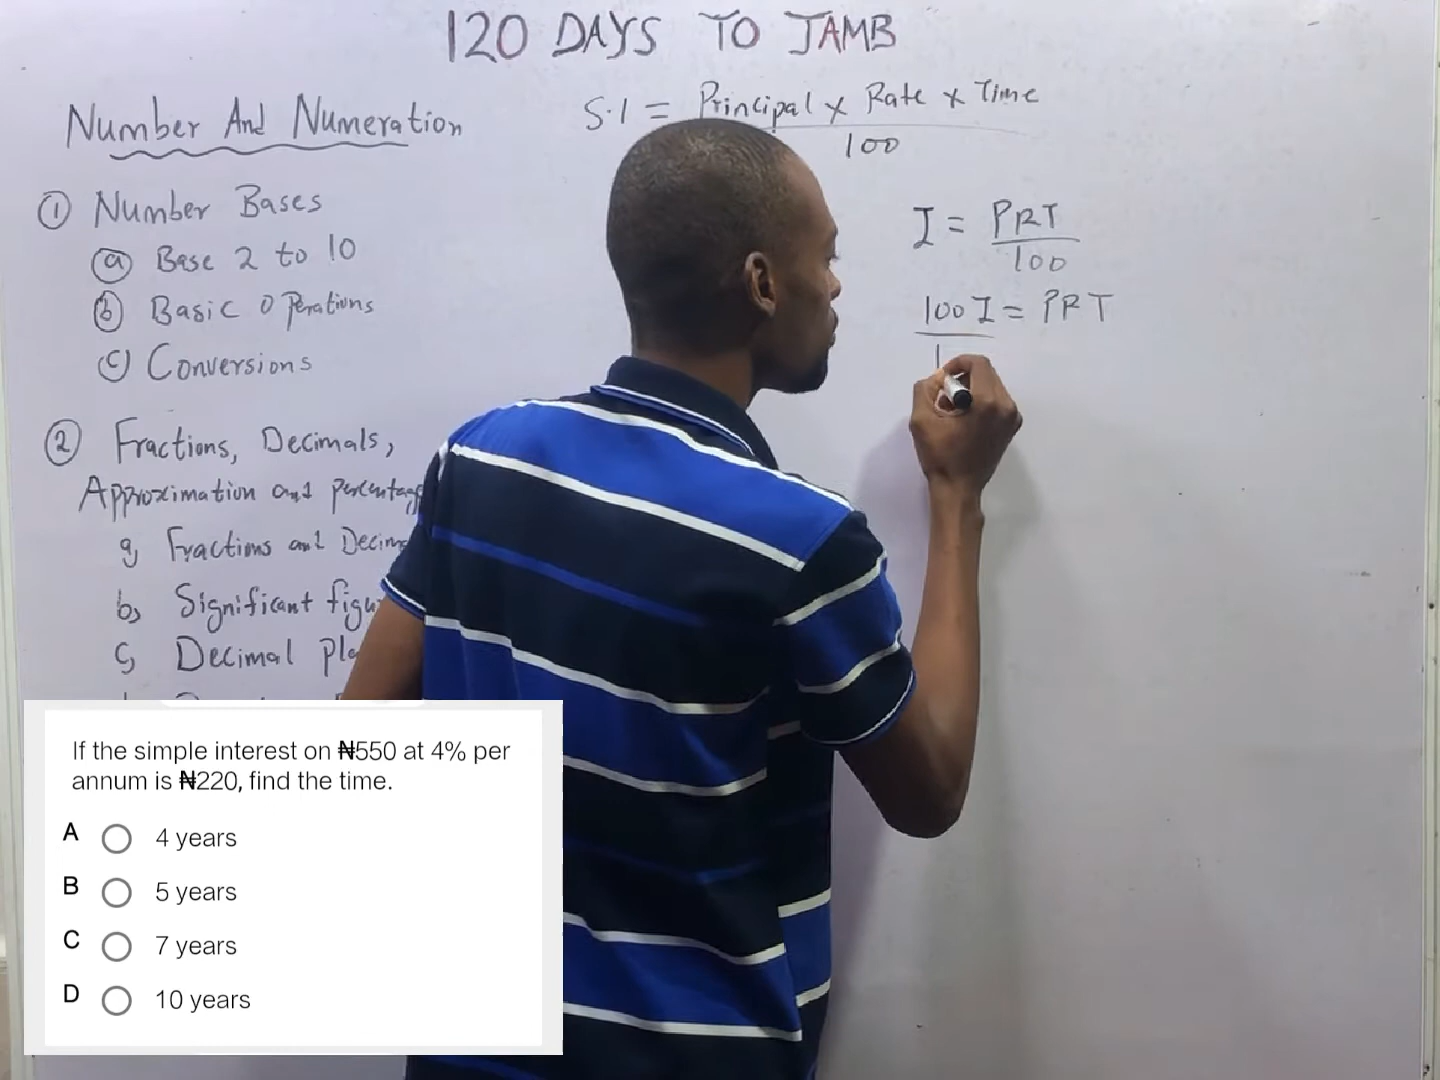 120 DAYS TO JAMB
Number And Numeration
① Number Bases
ⓐ Base 2 to 10
ⓑ Basic Operations
ⓒ Conversions
② Fractions, Decimals,
Approximation and percentage
a, Fractions and
b, Significant
c, Decimal
S.I = Principal x Rate x Time
100
I = PRT
100
100I = PRT
If the simple interest on ₦550 at 4% per
annum is ₦220, find the time.
A 4 years
B 5 years
C 7 years
D 10 years